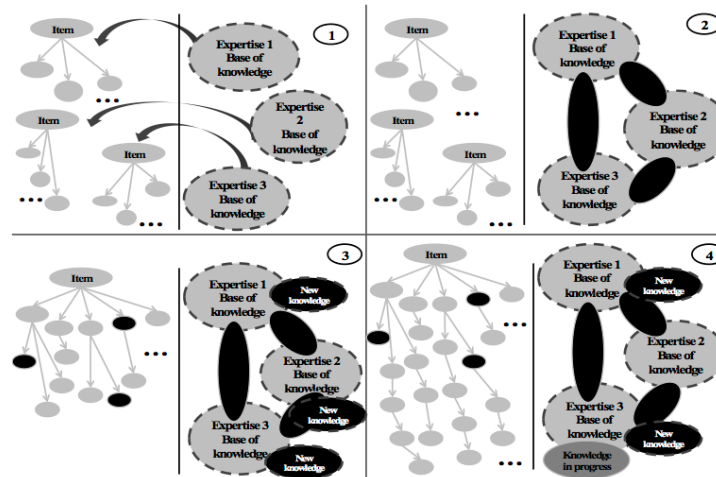 1
Item
Expertise 1
Base of
knowledge
...
Item
Expertise
2
Base of
knowledge
Item
Expertise 3
Base of
knowledge
...
...
2
Item
Expertise 1
Base of
knowledge
...
Item
Expertise 2
Base of
knowledge
Item
Expertise 3
Base of
knowledge
...
...
3
Item
Expertise 1
Base of
knowledge
New
knowledge
...
Expertise 2
Base of
knowledge
New
knowledge
Expertise 3
Base of
knowledge
New
knowledge
4
Item
Expertise 1
Base of
knowledge
New
knowledge
...
Expertise 2
Base of
knowledge
Expertise 3
Base of
knowledge
New
knowledge
Knowledge
in progress
...